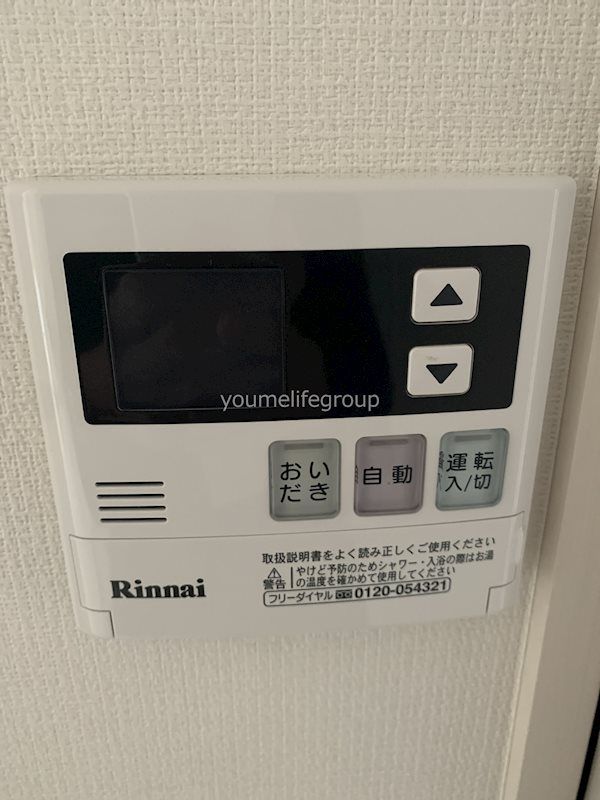 youmelifegroup
おい
だき
自動
運転
入/切
取扱説明書をよく読み正しくご使用ください
警告
やけど予防のためシャワー・入浴の際はお湯
の温度を確かめて使用してください
Rinnai
フリーダイヤル 0120-054321